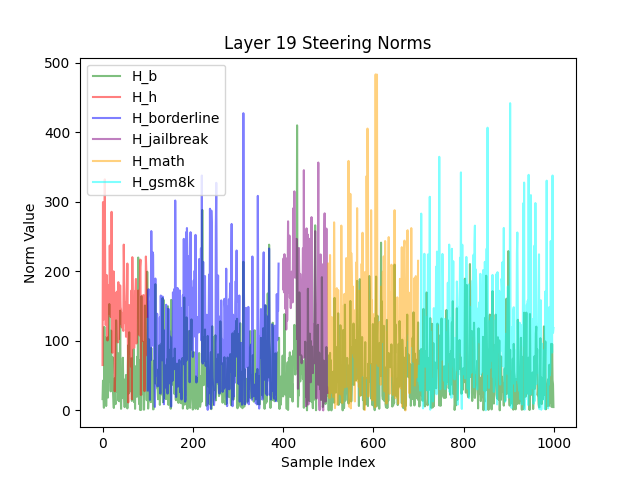 Layer 19 Steering Norms
500
400
300
200
100
0
Norm Value
H_b
H_h
H_borderline
H_jailbreak
H_math
H_gsm8k
0 200 400 600 800 1000
Sample Index